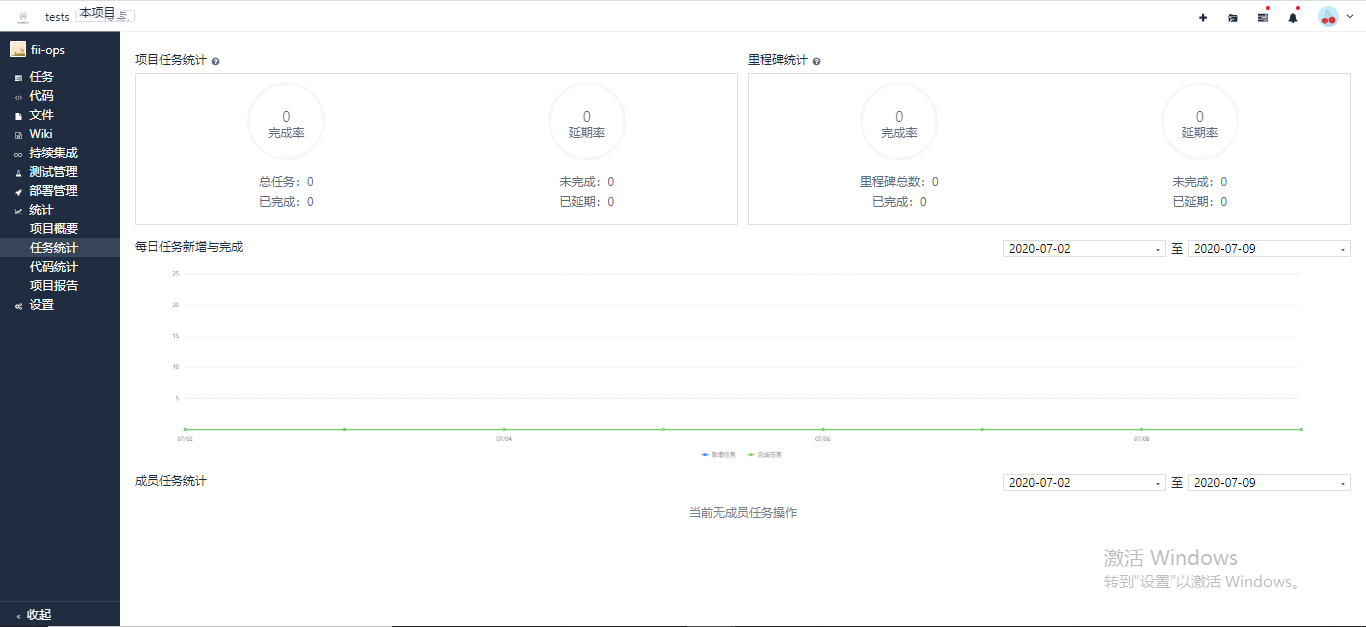 tests 本项目
fii-ops
任务
代码
文件
Wiki
持续集成
测试管理
部署管理
统计
项目概要
任务统计
代码统计
项目报告
设置
« 收起
项目任务统计
0
完成率
总任务：0
已完成：0
0
延期率
未完成：0
已延期：0
里程碑统计
0
完成率
里程碑总数：0
已完成：0
0
延期率
未完成：0
已延期：0
每日任务新增与完成
2020-07-02 至 2020-07-09
25
20
15
10
5
07/02 07/04 07/06 07/08
新增任务 完成任务
成员任务统计
2020-07-02 至 2020-07-09
当前无成员任务操作
激活 Windows
转到"设置"以激活 Windows。